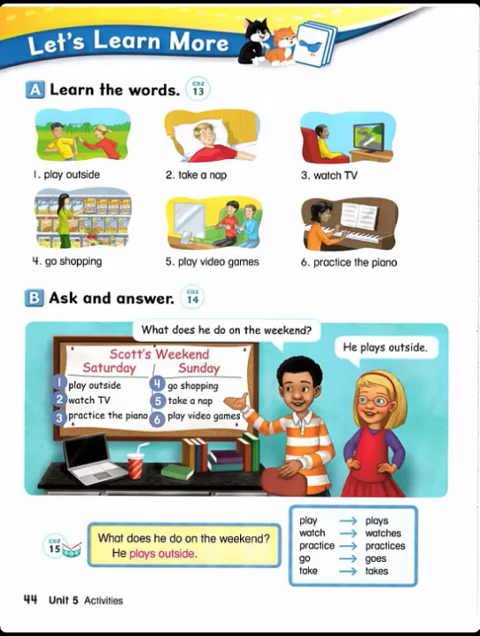 Let's Learn More
A Learn the words. CD2 13
1. play outside
2. take a nap
3. watch TV
4. go shopping
5. play video games
6. practice the piano
B Ask and answer. CD2 14
What does he do on the weekend?
He plays outside.
Scott's Weekend
Saturday Sunday
1 play outside
2 watch TV
3 practice the piano
4 go shopping
5 take a nap
6 play video games
CD2 15
What does he do on the weekend?
He plays outside.
play → plays
watch → watches
practice → practices
go → goes
take → takes
44 Unit 5 Activities